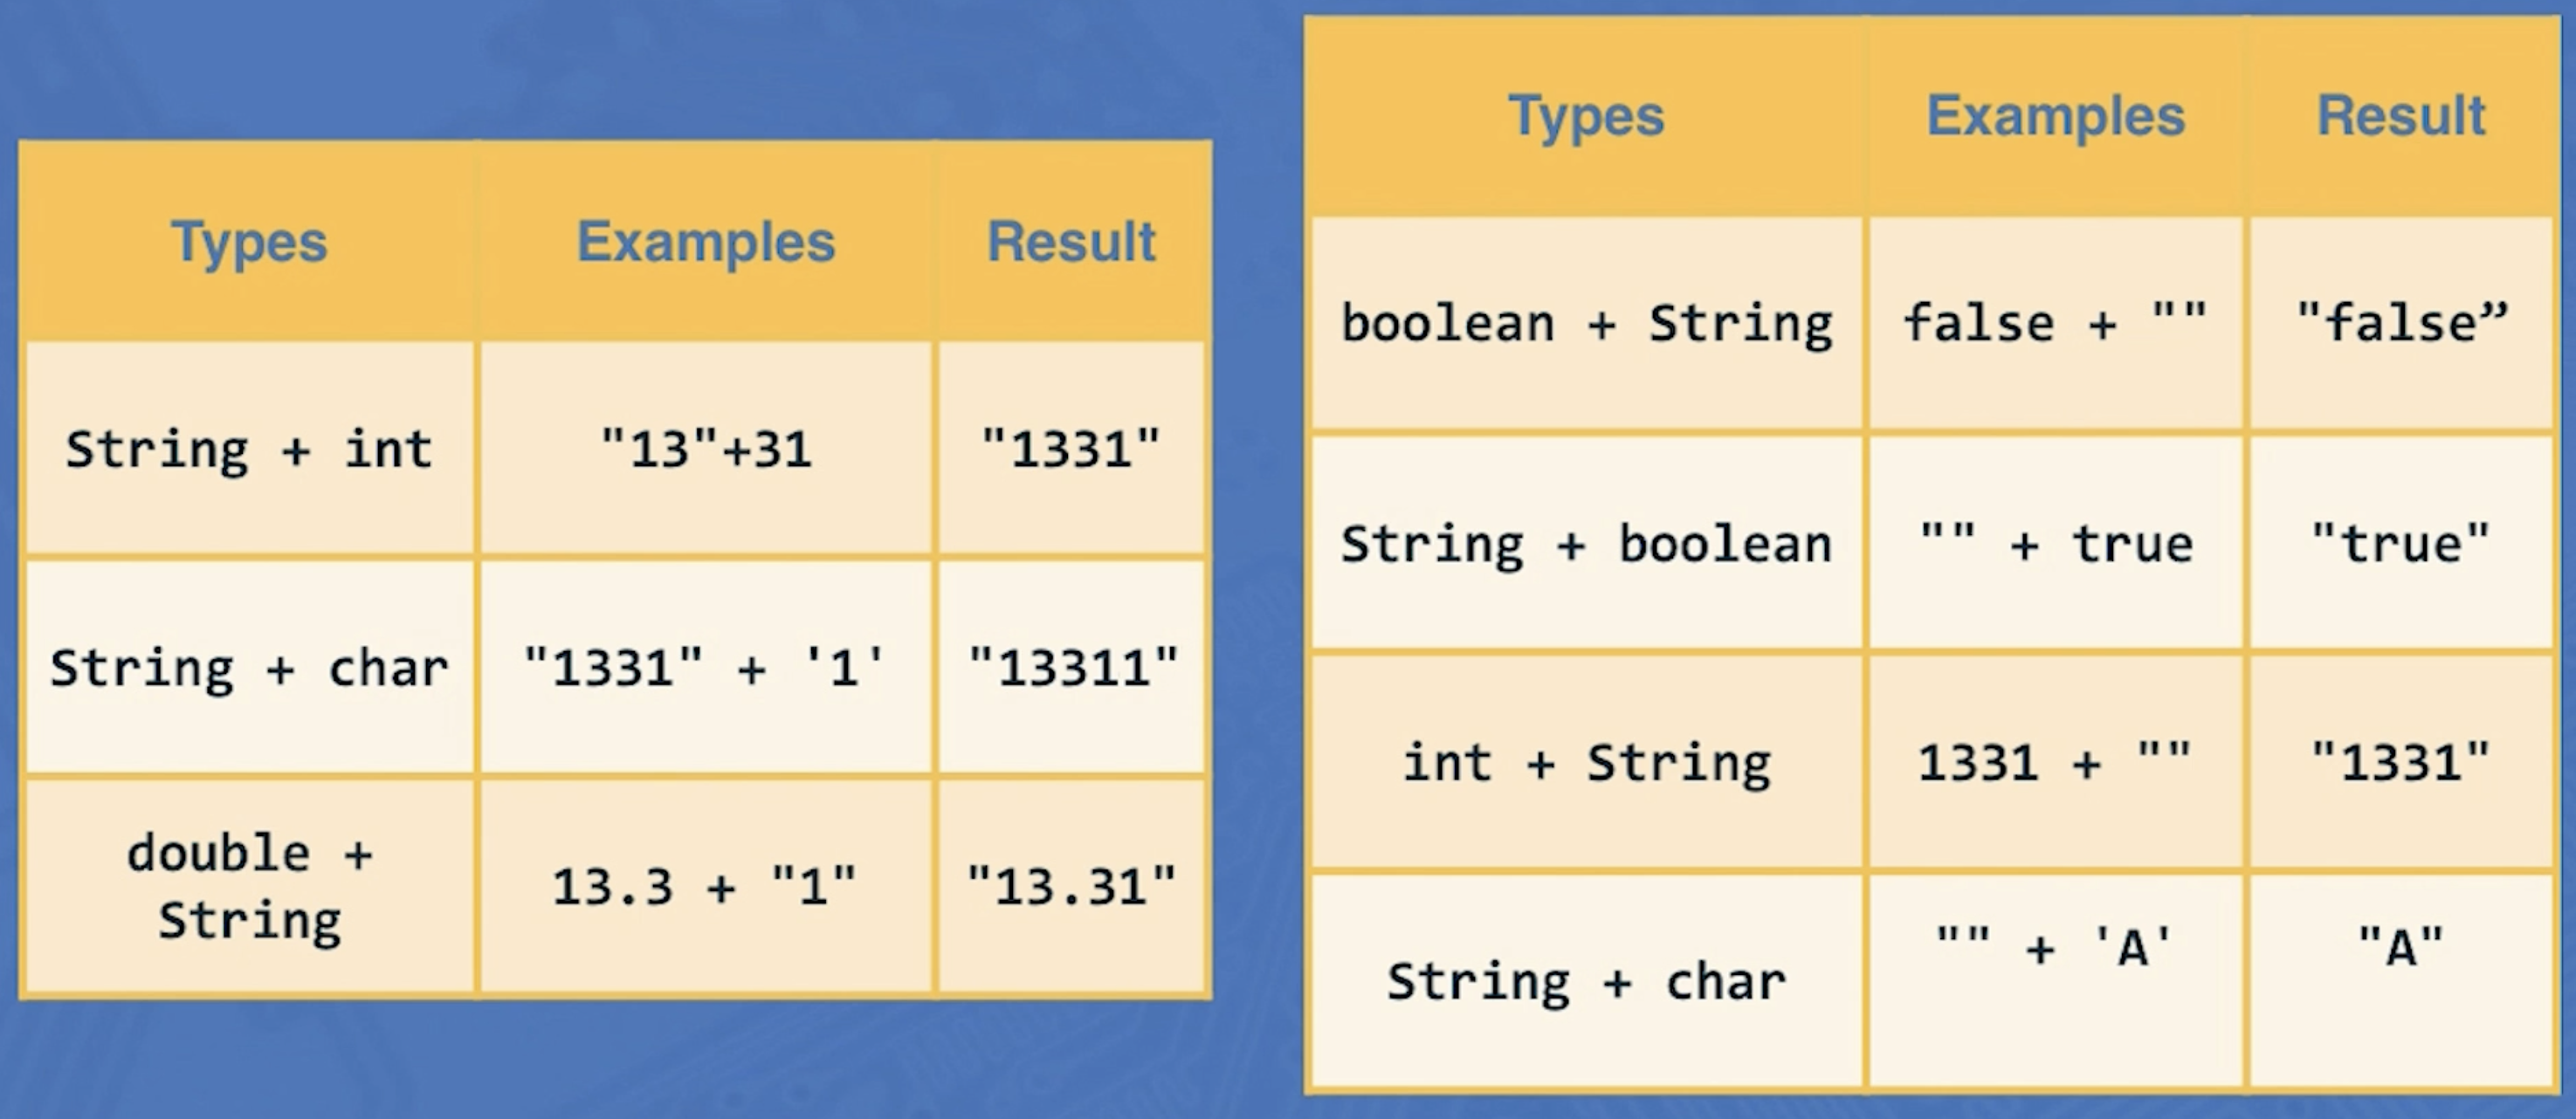 Types Examples Result
String + int "13"+31 "1331"
String + char "1331" + '1' "13311"
double +
String 13.3 + "1" "13.31"
Types Examples Result
boolean + String false + "" "false”
String + boolean "" + true "true"
int + String 1331 + "" "1331"
String + char "" + 'A' "A"